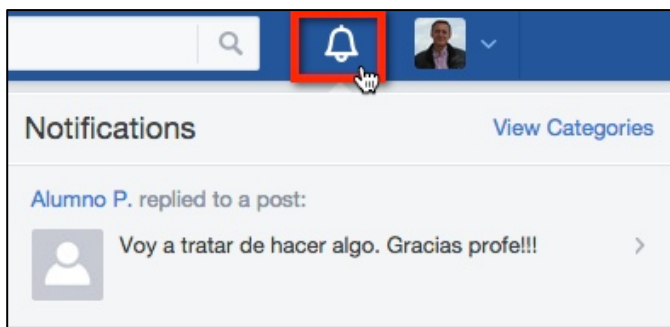 Notifications
View Categories
Alumno P. replied to a post:
Voy a tratar de hacer algo. Gracias profe!!!